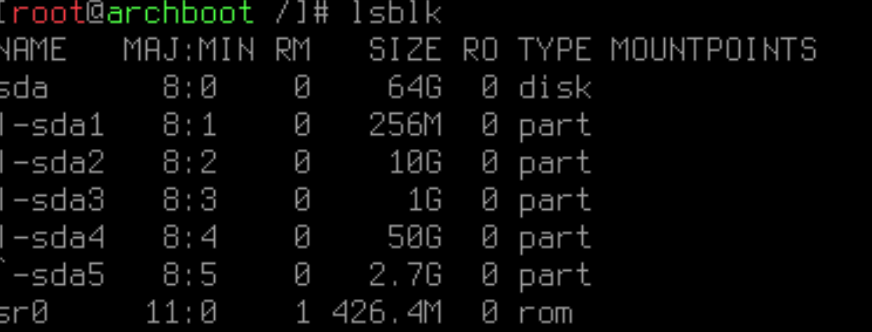 [root@archboot /]# lsblk
NAME   MAJ:MIN RM   SIZE RO TYPE MOUNTPOINTS
sda      8:0    0    64G  0 disk
|-sda1   8:1    0   256M  0 part
|-sda2   8:2    0    10G  0 part
|-sda3   8:3    0     1G  0 part
|-sda4   8:4    0    50G  0 part
`-sda5   8:5    0   2.7G  0 part
sr0     11:0    1 426.4M  0 rom